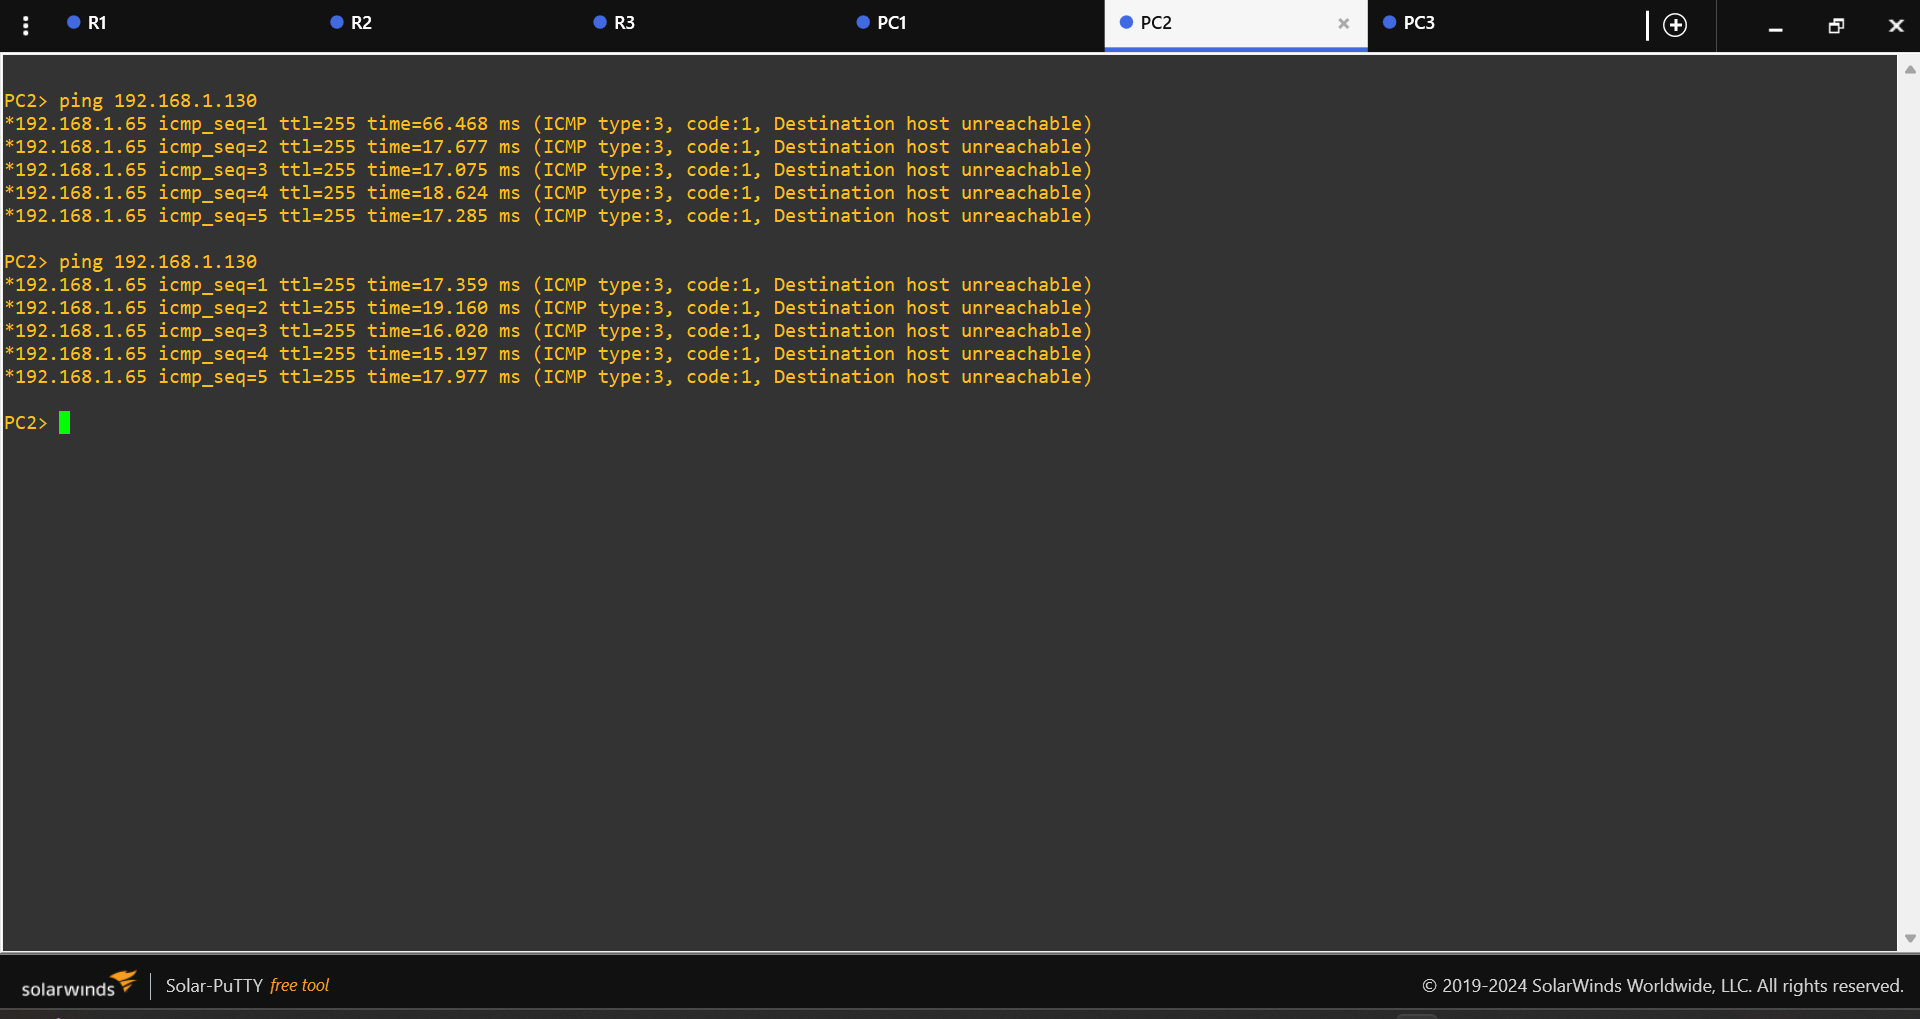 R1
R2
R3
PC1
PC2
PC3
PC2> ping 192.168.1.130
*192.168.1.65 icmp_seq=1 ttl=255 time=66.468 ms (ICMP type:3, code:1, Destination host unreachable)
*192.168.1.65 icmp_seq=2 ttl=255 time=17.677 ms (ICMP type:3, code:1, Destination host unreachable)
*192.168.1.65 icmp_seq=3 ttl=255 time=17.075 ms (ICMP type:3, code:1, Destination host unreachable)
*192.168.1.65 icmp_seq=4 ttl=255 time=18.624 ms (ICMP type:3, code:1, Destination host unreachable)
*192.168.1.65 icmp_seq=5 ttl=255 time=17.285 ms (ICMP type:3, code:1, Destination host unreachable)
PC2> ping 192.168.1.130
*192.168.1.65 icmp_seq=1 ttl=255 time=17.359 ms (ICMP type:3, code:1, Destination host unreachable)
*192.168.1.65 icmp_seq=2 ttl=255 time=19.160 ms (ICMP type:3, code:1, Destination host unreachable)
*192.168.1.65 icmp_seq=3 ttl=255 time=16.020 ms (ICMP type:3, code:1, Destination host unreachable)
*192.168.1.65 icmp_seq=4 ttl=255 time=15.197 ms (ICMP type:3, code:1, Destination host unreachable)
*192.168.1.65 icmp_seq=5 ttl=255 time=17.977 ms (ICMP type:3, code:1, Destination host unreachable)
PC2>
solarwinds
Solar-PuTTY free tool
© 2019-2024 SolarWinds Worldwide, LLC. All rights reserved.